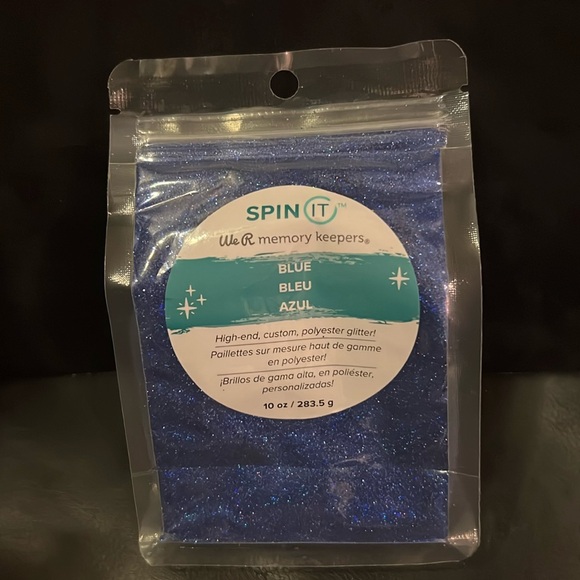 SPIN IT™
We R memory keepers®
BLUE
BLEU
AZUL
High-end, custom, polyester glitter!
Paillettes sur mesure haut de gamme
en polyester!
¡Brillos de gama alta, en poliéster,
personalizadas!
10 oz / 283.5 g